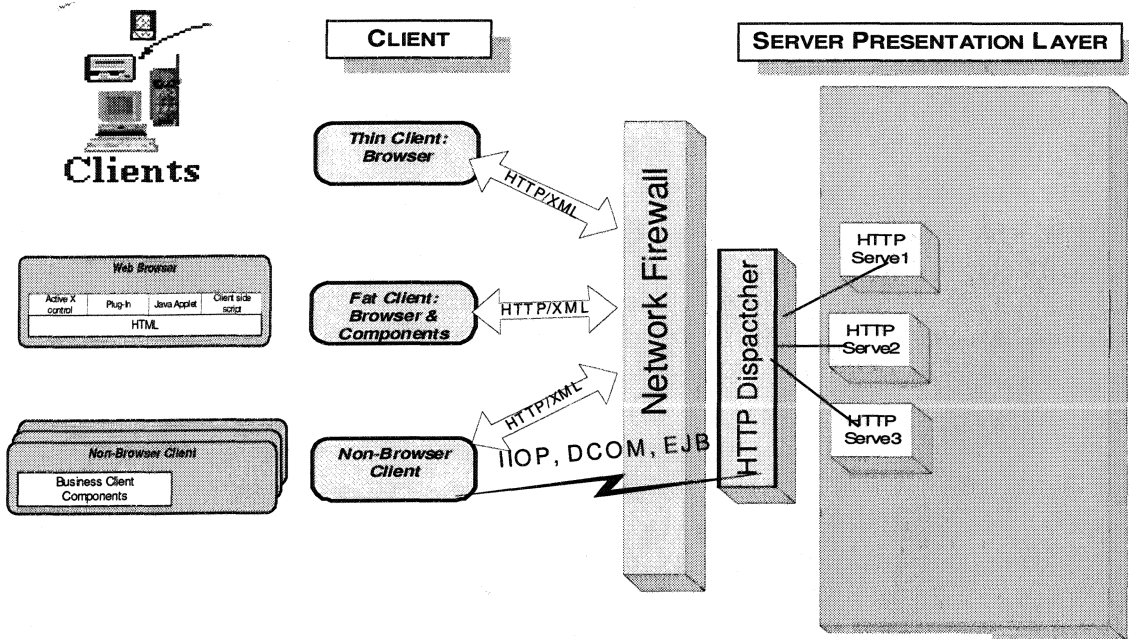 CLIENT
SERVER PRESENTATION LAYER
Clients
Thin Client:
Browser
HTTP/XML
Web Browser
Active X
control
Plug-In
Java Applet
Client side
script
HTML
Fat Client:
Browser &
Components
HTTP/XML
Non-Browser Client
Business Client
Components
Non-Browser
Client
HTTP/XML
IIOP, DCOM, EJB
Network Firewall
HTTP Dispactcher
HTTP
Serve1
HTTP
Serve2
HTTP
Serve3